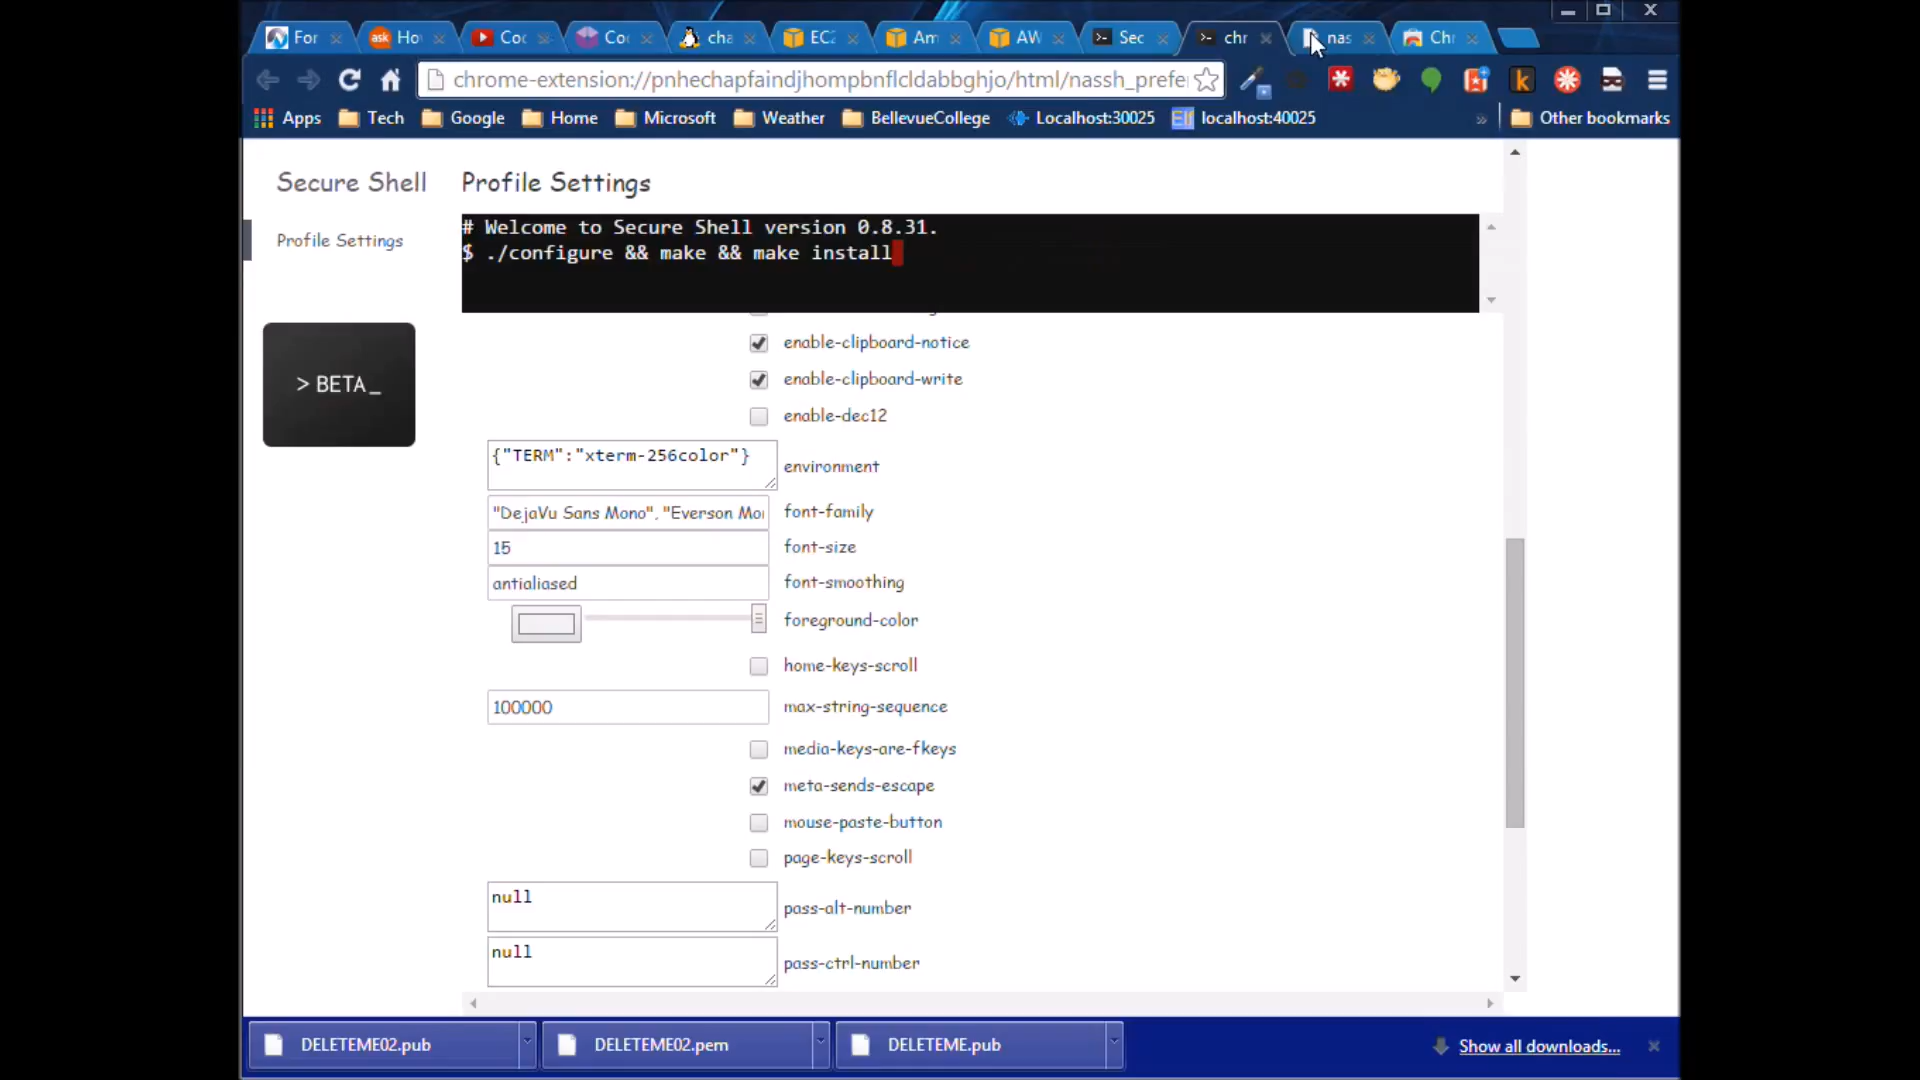 For
ask Ho
Co
Co
cha
EC2
Am
AW
Sec
chr
nas
Ch
chrome-extension://pnhechapfaindjhompbnflcldabbghjo/html/nassh_prefe
Apps Tech Google Home Microsoft Weather BellevueCollege Localhost:30025 localhost:40025 » Other bookmarks
Secure Shell
Profile Settings
Profile Settings
> BETA_
# Welcome to Secure Shell version 0.8.31.
$ ./configure && make && make install
enable-clipboard-notice
enable-clipboard-write
enable-dec12
{"TERM":"xterm-256color"} environment
"DejaVu Sans Mono", "Everson Mo font-family
15 font-size
antialiased font-smoothing
foreground-color
home-keys-scroll
100000 max-string-sequence
media-keys-are-fkeys
meta-sends-escape
mouse-paste-button
page-keys-scroll
null pass-alt-number
null pass-ctrl-number
DELETEME02.pub DELETEME02.pem DELETEME.pub Show all downloads...